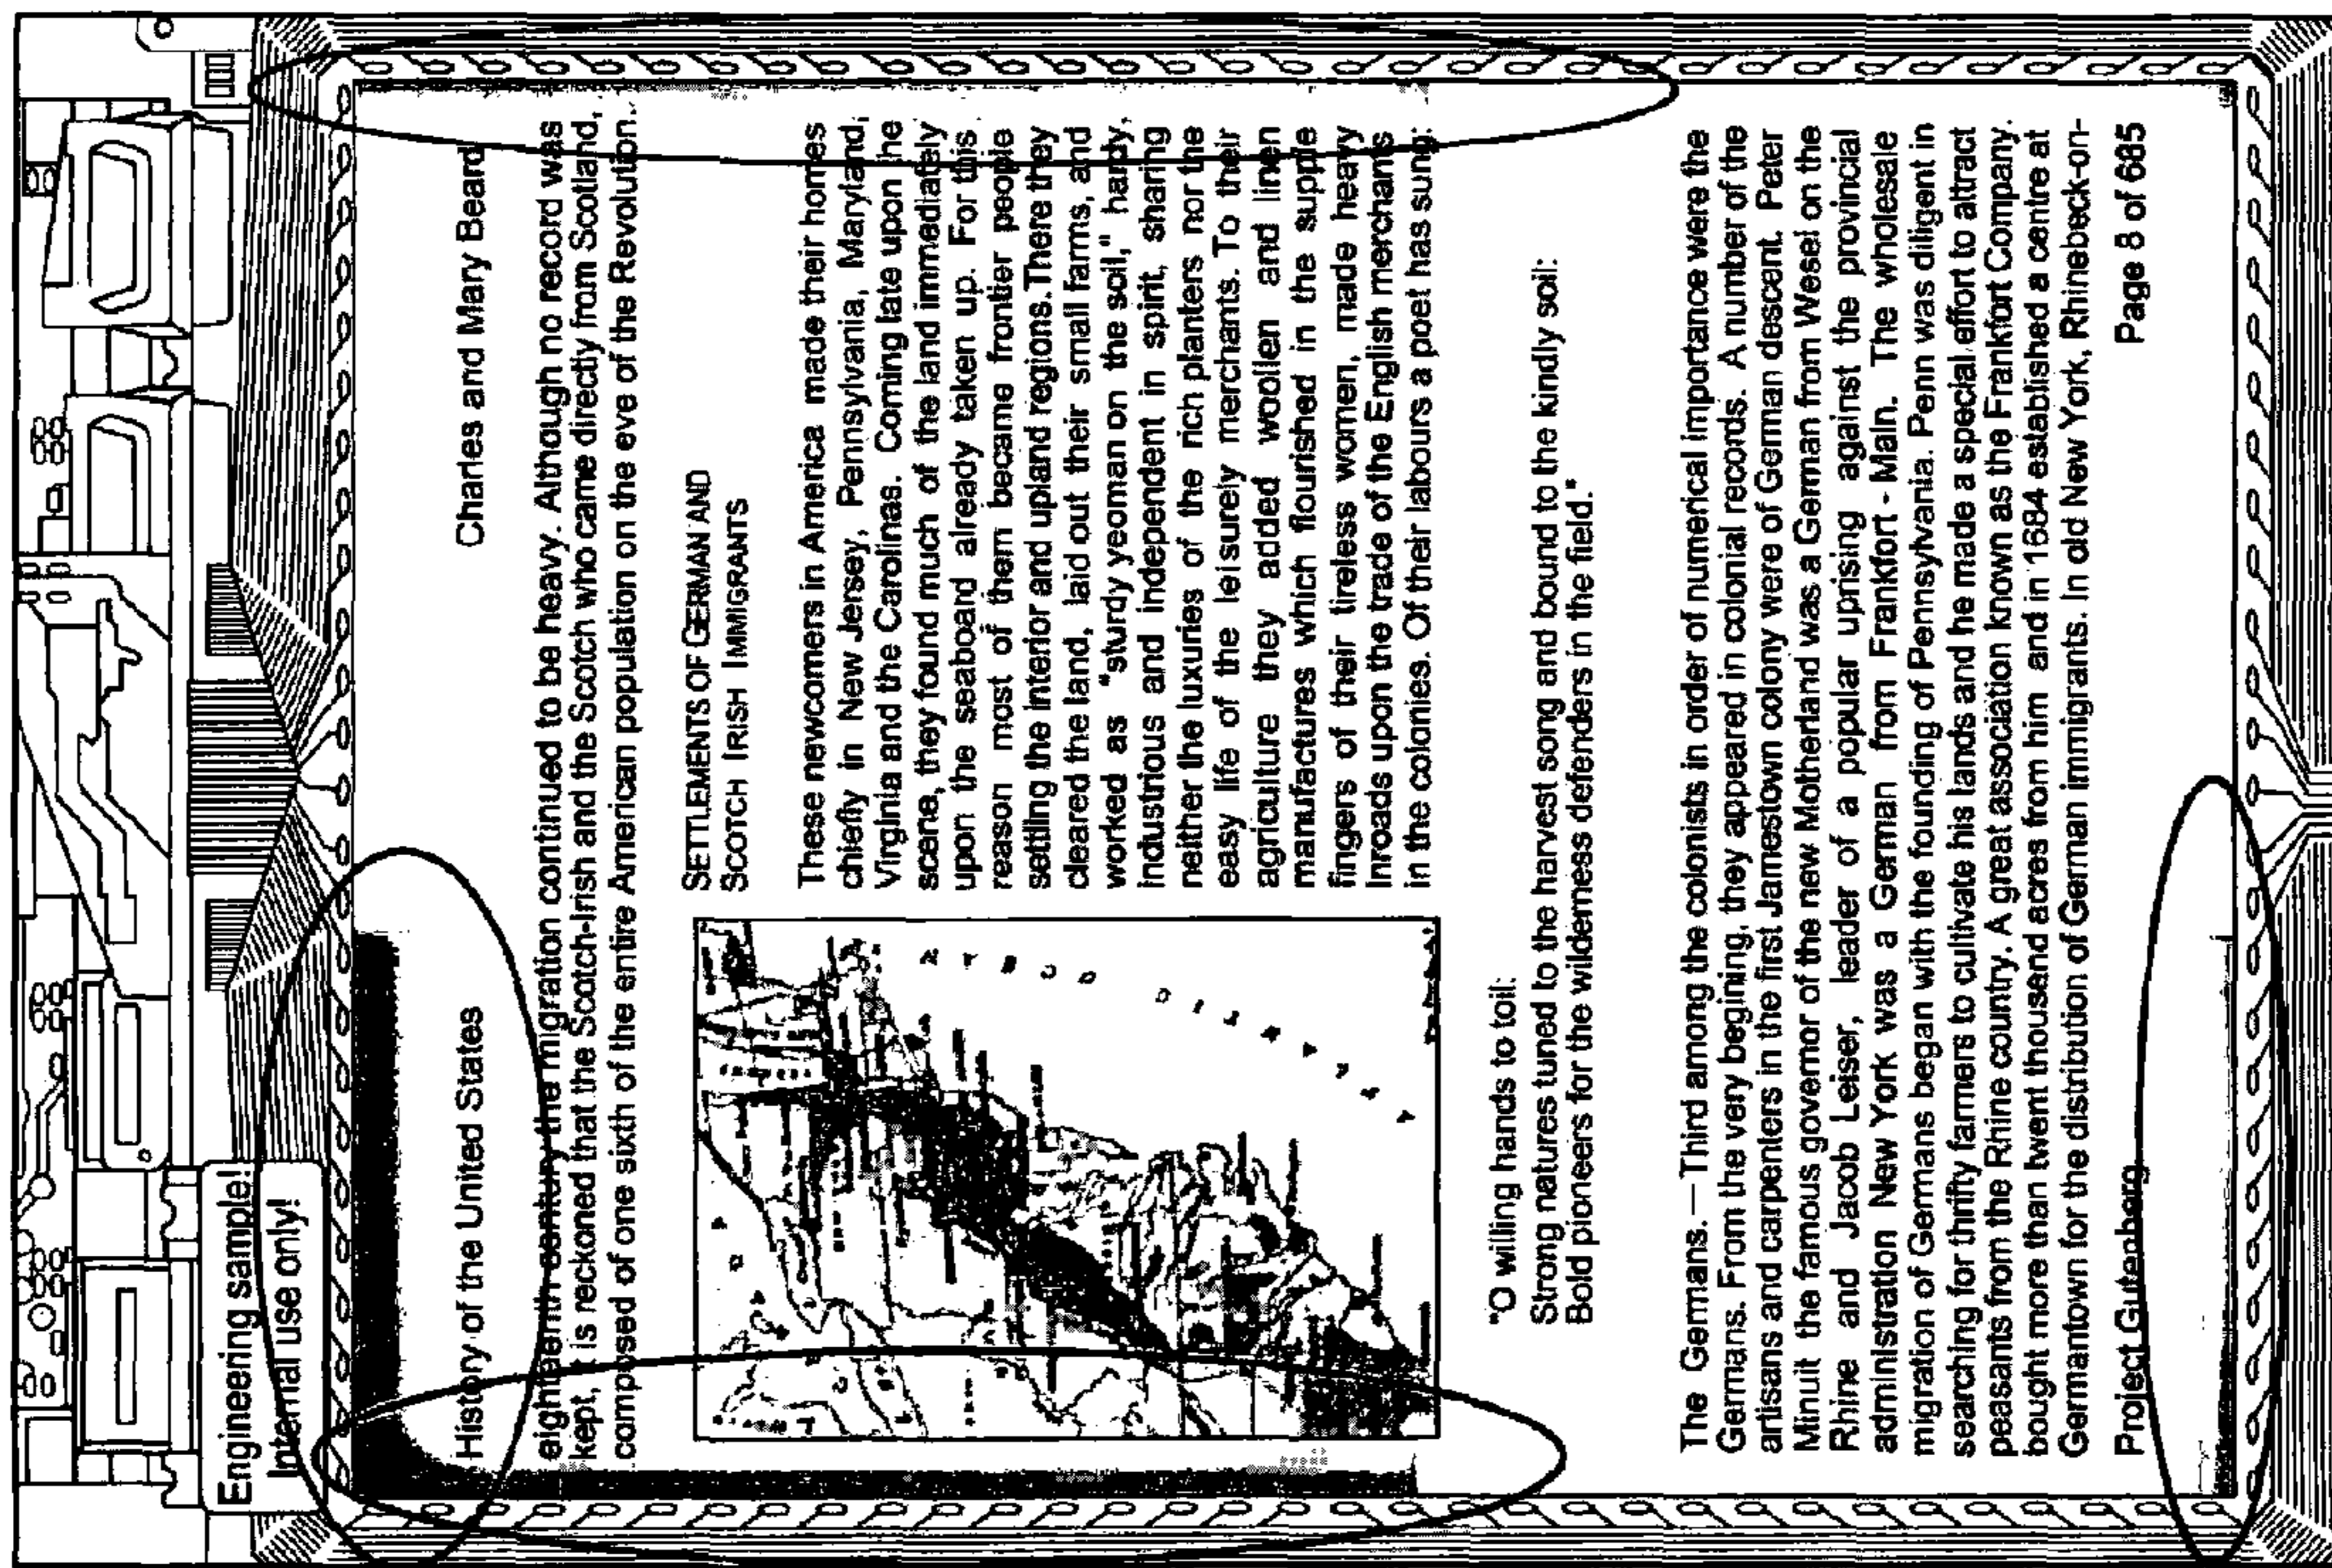 Engineering sample!
Internal use only!
History of the United States Charles and Mary Beard
eighteenth century the migration continued to be heavy. Although no record was
kept, it is reckoned that the Scotch-Irish and the Scotch who came directly from Scotland,
composed of one sixth of the entire American population on the eve of the Revolution.
SETTLEMENTS OF GERMAN AND
SCOTCH IRISH IMMIGRANTS
These newcomers in America made their homes
chiefly in New Jersey, Pennsylvania, Maryland,
Virginia and the Carolinas. Coming late upon the
scene, they found much of the land immediately
upon the seaboard already taken up. For this
reason most of them became frontier people
settling the interior and upland regions. There they
cleared the land, laid out their small farms, and
worked as "sturdy yeoman on the soil," hardy,
industrious and independent in spirit, sharing
neither the luxuries of the rich planters nor the
easy life of the leisurely merchants. To their
agriculture they added woollen and linen
manufactures which flourished in the supple
fingers of their tireless women, made heavy
inroads upon the trade of the English merchants
in the colonies. Of their labours a poet has sung:
"O willing hands to toil:
Strong natures tuned to the harvest song and bound to the kindly soil:
Bold pioneers for the wilderness defenders in the field."
The Germans.—Third among the colonists in order of numerical importance were the
Germans. From the very begining, they appeared in colonial records. A number of the
artisans and carpenters in the first Jamestown colony were of German descent. Peter
Minuit the famous governor of the new Motherland was a German from Wesel on the
Rhine and Jacob Leiser, leader of a popular uprising against the provincial
administration New York was a German from Frankfort - Main. The wholesale
migration of Germans began with the founding of Pennsylvania. Penn was diligent in
searching for thrifty farmers to cultivate his lands and he made a special effort to attract
peasants from the Rhine country. A great association known as the Frankfort Company.
bought more than twent thousend acres from him and in 1684 established a centre at
Germantown for the distribution of German immigrants. In old New York, Rhinebeck-on-
Project Gutenberg Page 8 of 685